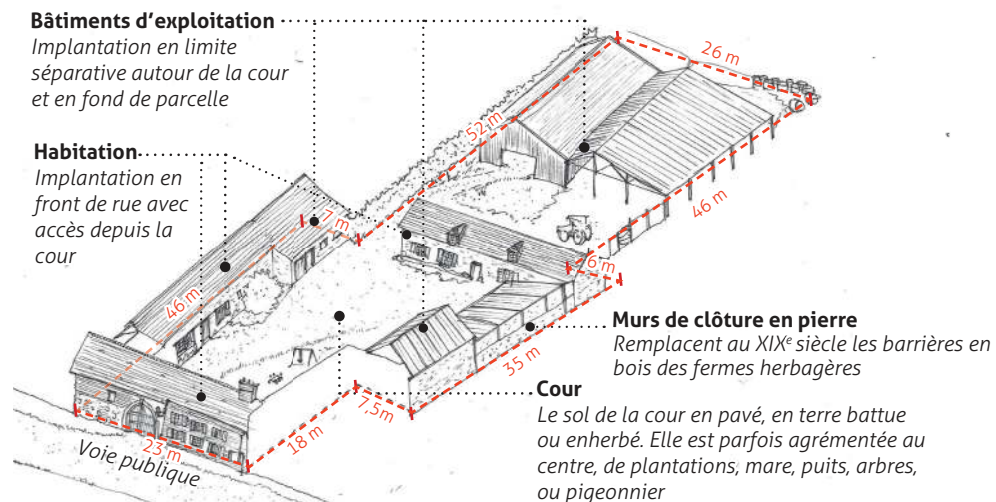 Bâtiments d’exploitation
Implantation en limite
séparative autour de la cour
et en fond de parcelle
Habitation
Implantation en
front de rue avec
accès depuis la
cour
26 m
52 m
46 m
7 m
6 m
46 m
35 m
7,5m
18 m
23 m
Voie publique
Murs de clôture en pierre
Remplacent au XIXe siècle les barrières en
bois des fermes herbagères
Cour
Le sol de la cour en pavé, en terre battue
ou enherbé. Elle est parfois agrémentée au
centre, de plantations, mare, puits, arbres,
ou pigeonnier